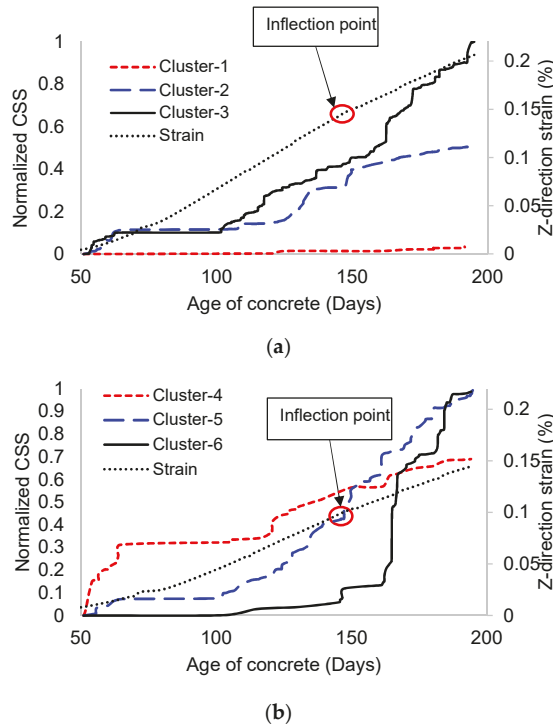 Inflection point
1
0.8
0.6
0.4
0.2
0
Normalized CSS
Cluster-1
Cluster-2
Cluster-3
Strain
0.2
0.15
0.1
0.05
0
Z-direction strain (%)
50
100
150
200
Age of concrete (Days)
(a)
1
0.9
0.8
0.7
0.6
0.5
0.4
0.3
0.2
0.1
0
Normalized CSS
Cluster-4
Cluster-5
Cluster-6
Strain
Inflection point
0.2
0.15
0.1
0.05
0
Z-direction strain (%)
50
100
150
200
Age of concrete (Days)
(b)